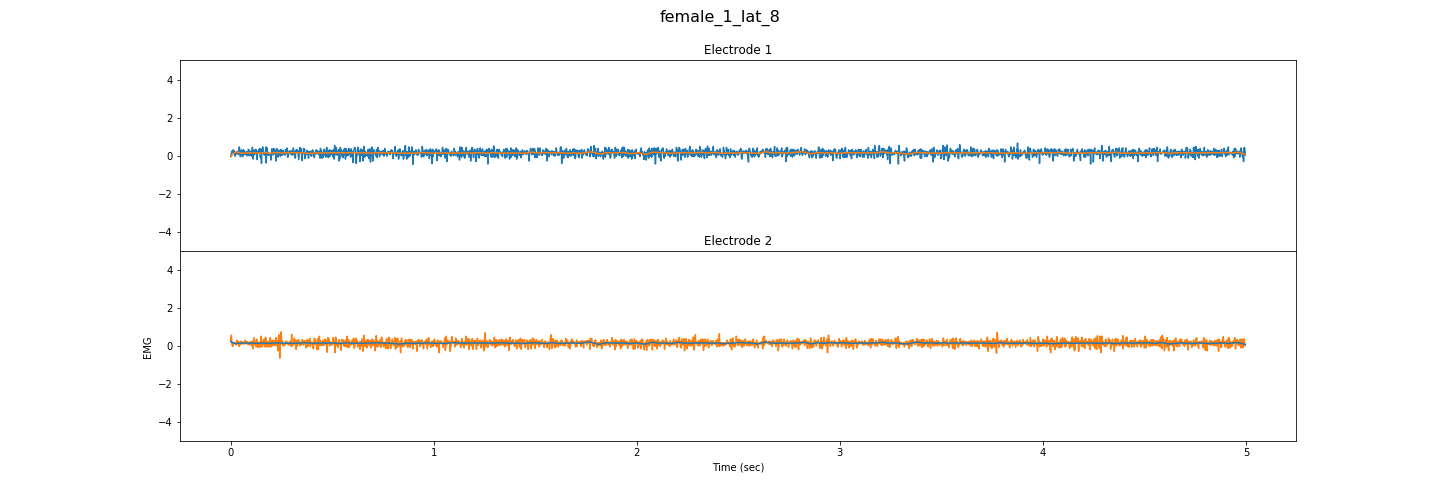 female_1_lat_8
Electrode 1
4
2
0
−2
−4
Electrode 2
4
2
0
−2
−4
EMG
0 1 2 3 4 5
Time (sec)